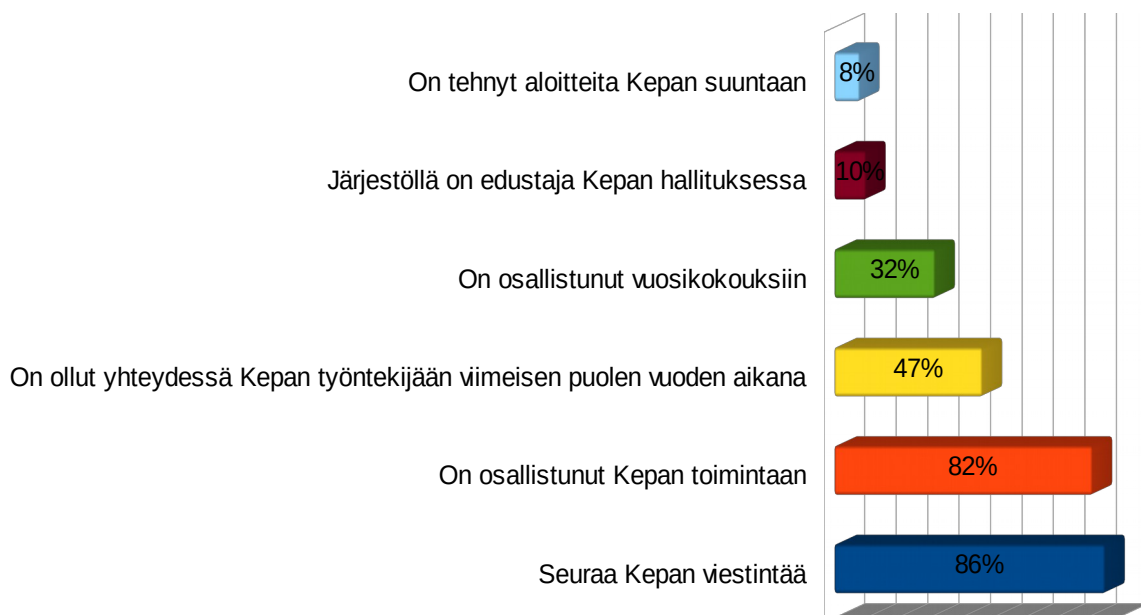 On tehnyt aloitteita Kepan suuntaan
8%
Järjestöllä on edustaja Kepan hallituksessa
10%
On osallistunut vuosikokouksiin
32%
On ollut yhteydessä Kepan työntekijään viimeisen puolen vuoden aikana
47%
On osallistunut Kepan toimintaan
82%
Seuraa Kepan viestintää
86%